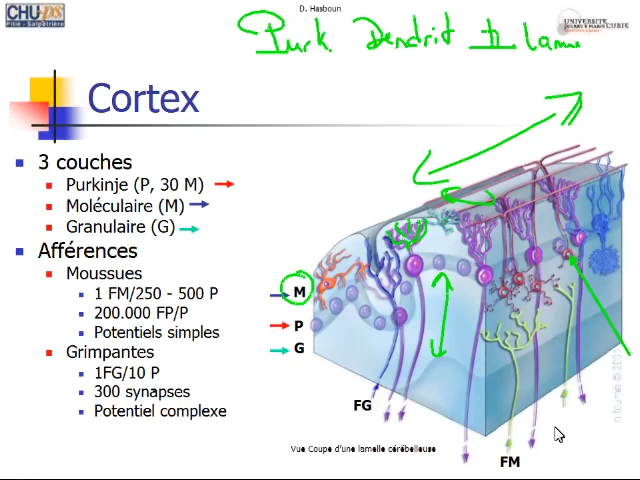 CHU PS
Pitié - Salpêtrière
D. Hasboun
UNIVERSITE
PIERRE & MARIE CURIE
Purk. Dendrit
Cortex
3 couches
Purkinje (P, 30 M)
Moléculaire (M)
Granulaire (G)
Afférences
Moussues
1 FM/250 - 500 P
200.000 FP/P
Potentiels simples
Grimpantes
1FG/10 P
300 synapses
Potentiel complexe
M
P
G
FG
FM
Vue Coupe d'une lamelle cérébelleuse